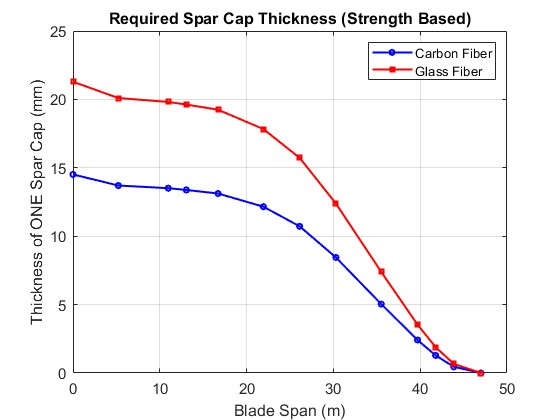 Required Spar Cap Thickness (Strength Based)
Carbon Fiber
Glass Fiber
Thickness of ONE Spar Cap (mm)
25
20
15
10
5
0
0
10
20
30
40
50
Blade Span (m)